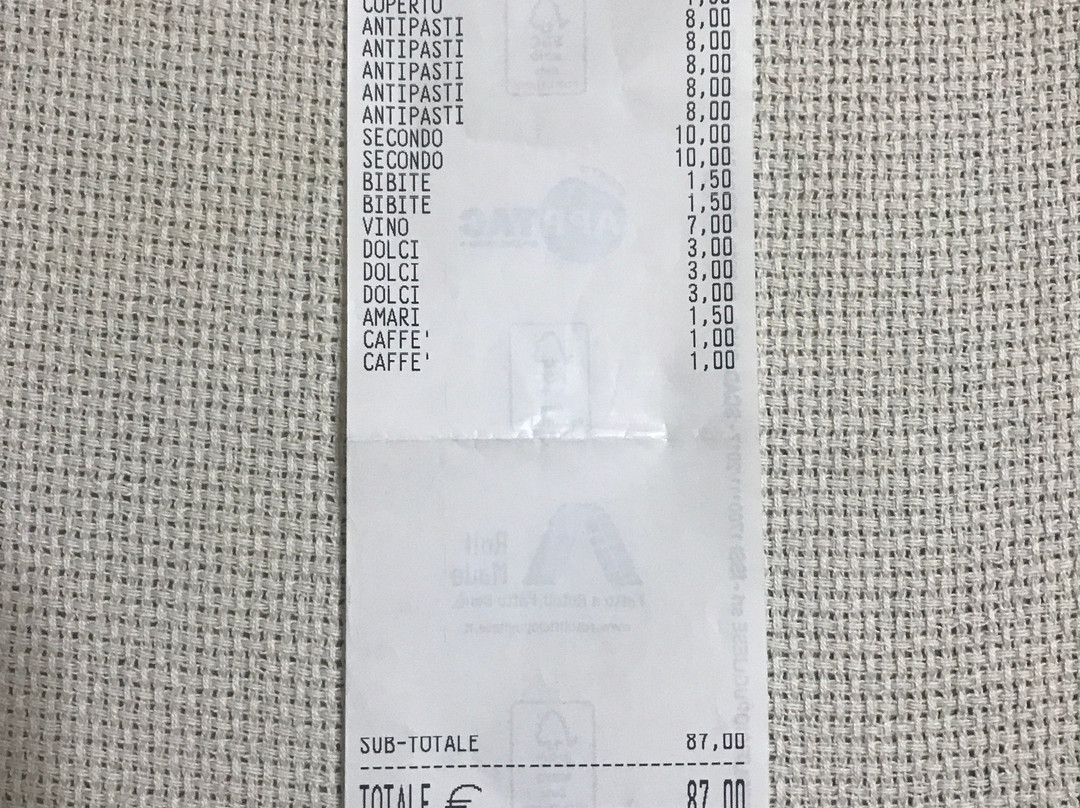 COPERTO
ANTIPASTI 8,00
ANTIPASTI 8,00
ANTIPASTI 8,00
ANTIPASTI 8,00
ANTIPASTI 8,00
SECONDO 10,00
SECONDO 10,00
BIBITE 1,50
BIBITE 1,50
VINO 7,00
DOLCI 3,00
DOLCI 3,00
DOLCI 3,00
AMARI 1,50
CAFFE' 1,00
CAFFE' 1,00
Roll
Made
SUB-TOTALE 87,00
TOTALE € 87,00